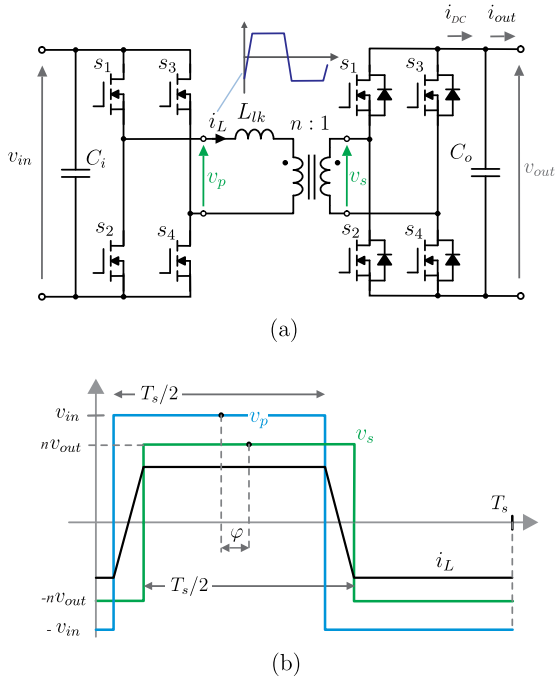 i_DC i_out
s_1 s_3 s_1 s_3
L_lk n : 1
i_L
v_in C_i v_p v_s C_o v_out
s_2 s_4 s_2 s_4
(a)
T_s/2
v_in v_p
nv_out v_s
T_s
φ
i_L
T_s/2
-nv_out
- v_in
(b)